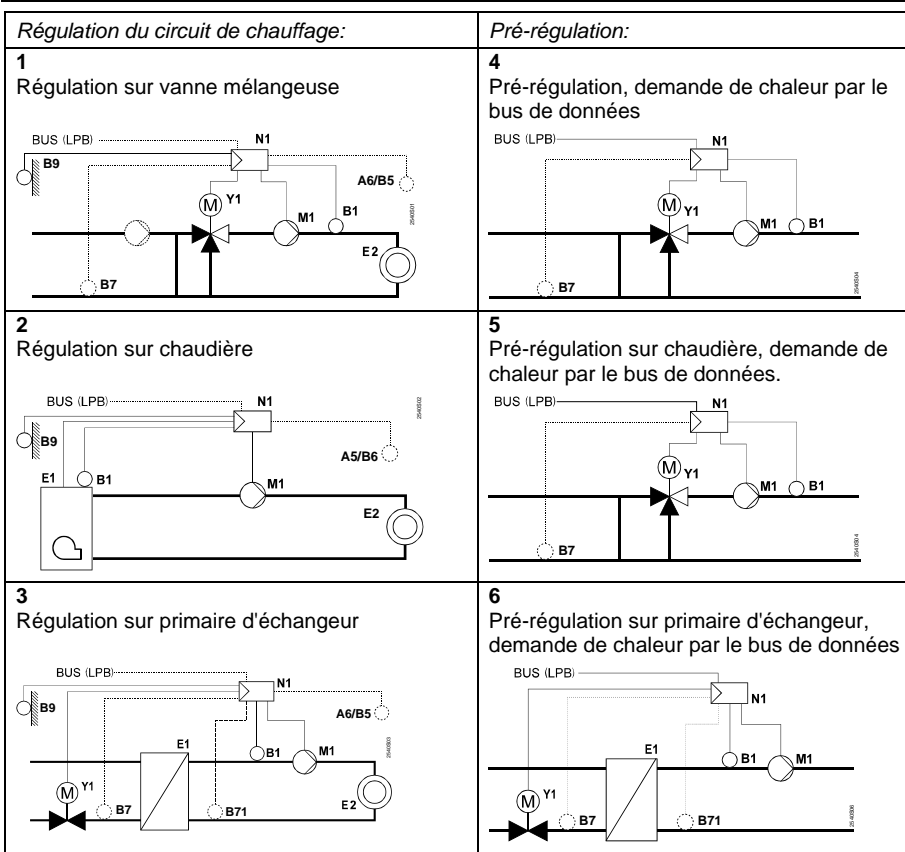 Régulation du circuit de chauffage:
Pré-régulation:
1
Régulation sur vanne mélangeuse
BUS (LPB)
N1
B9
A6/B5
Y1
M
M1
B1
E2
B7
2540S01
4
Pré-régulation, demande de chaleur par le
bus de données
BUS (LPB)
N1
M
Y1
M1
B1
B7
2540S04
2
Régulation sur chaudière
BUS (LPB)
N1
2540S02
B9
A5/B6
E1
B1
M1
E2
5
Pré-régulation sur chaudière, demande de
chaleur par le bus de données.
BUS (LPB)
N1
M
Y1
M1
B1
B7
2540S04
3
Régulation sur primaire d'échangeur
BUS (LPB)
N1
B9
A6/B5
E1
B1
M1
2540S03
M
Y1
B7
B71
E2
6
Pré-régulation sur primaire d'échangeur,
demande de chaleur par le bus de données
BUS (LPB)
N1
E1
B1
M1
M
Y1
B7
B71
2540S06